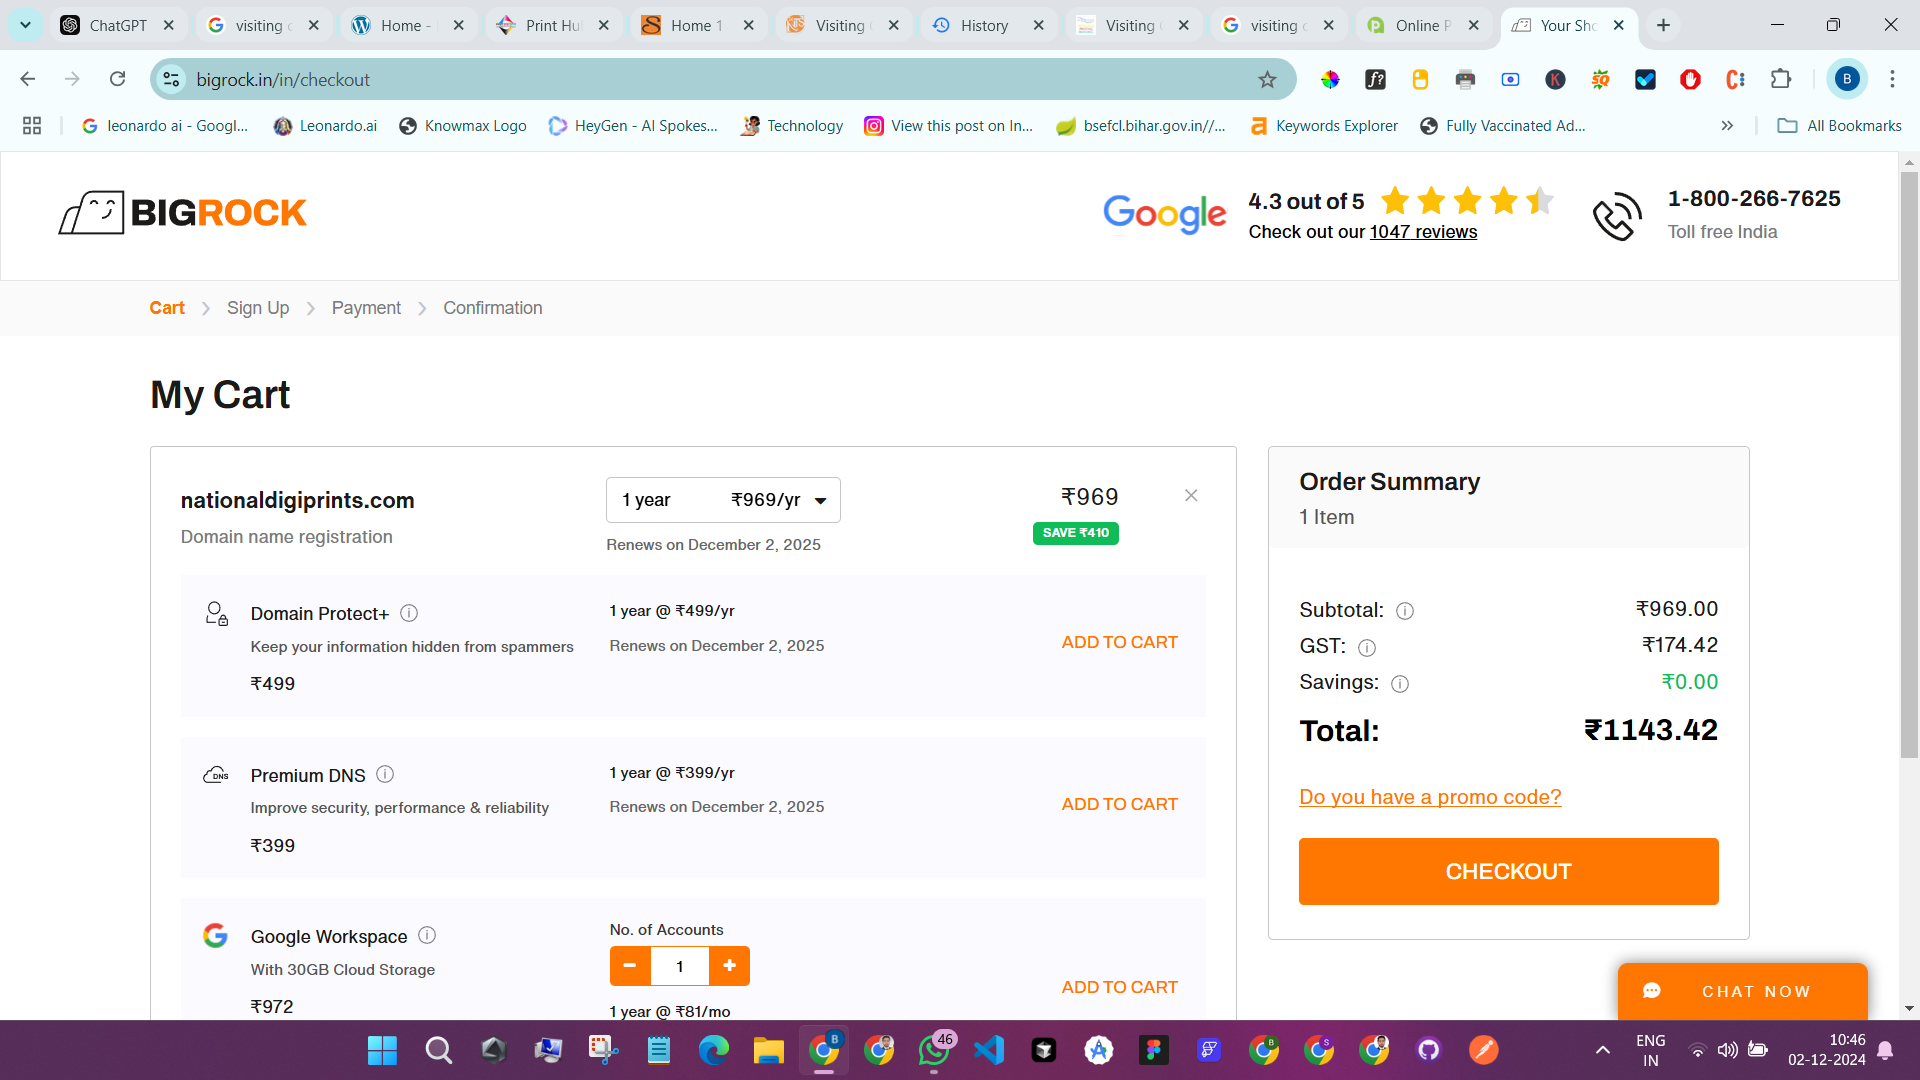 ChatGPT
visiting c
Home -
Print Hu
Home 1
Visiting
History
Visiting
visiting c
Online P
Your Sho
bigrock.in/in/checkout
B
leonardo ai - Googl...
Leonardo.ai
Knowmax Logo
HeyGen - AI Spokes...
Technology
View this post on In...
bsefcl.bihar.gov.in//...
Keywords Explorer
Fully Vaccinated Ad...
All Bookmarks
BIGROCK
Google
4.3 out of 5
Check out our 1047 reviews
1-800-266-7625
Toll free India
Cart
Sign Up
Payment
Confirmation
My Cart
nationaldigiprints.com
Domain name registration
1 year ₹969/yr
Renews on December 2, 2025
₹969
SAVE ₹410
Domain Protect+
Keep your information hidden from spammers
₹499
1 year @ ₹499/yr
Renews on December 2, 2025
ADD TO CART
Premium DNS
Improve security, performance & reliability
₹399
1 year @ ₹399/yr
Renews on December 2, 2025
ADD TO CART
Google Workspace
With 30GB Cloud Storage
₹972
No. of Accounts
1
1 year @ ₹81/mo
ADD TO CART
Order Summary
1 Item
Subtotal: ₹969.00
GST: ₹174.42
Savings: ₹0.00
Total: ₹1143.42
Do you have a promo code?
CHECKOUT
CHAT NOW
46
ENG
IN
10:46
02-12-2024